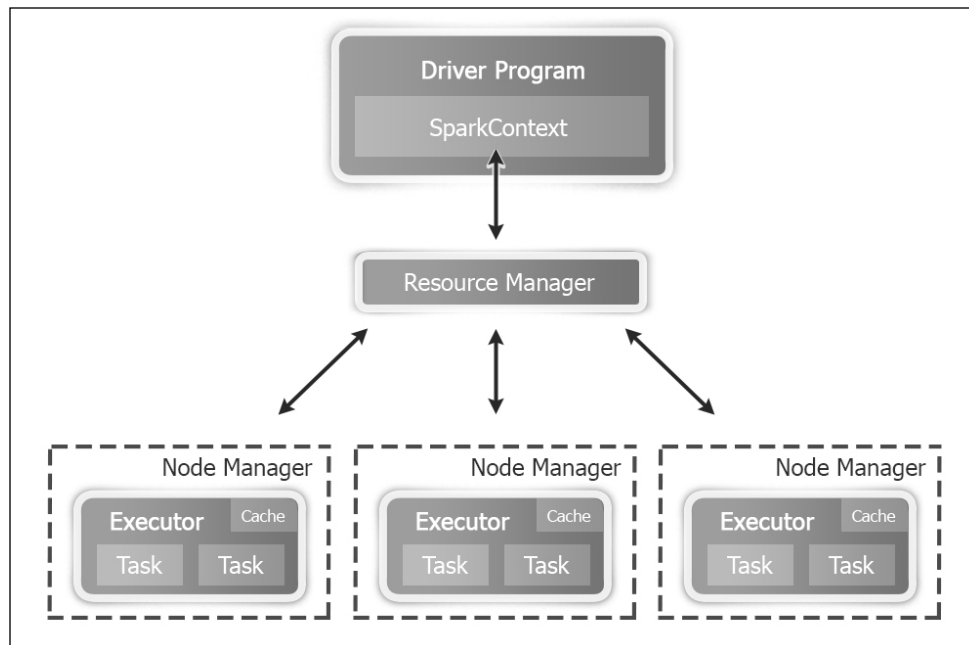 Driver Program
SparkContext
Resource Manager
Node Manager
Executor
Cache
Task Task
Node Manager
Executor
Cache
Task Task
Node Manager
Executor
Cache
Task Task